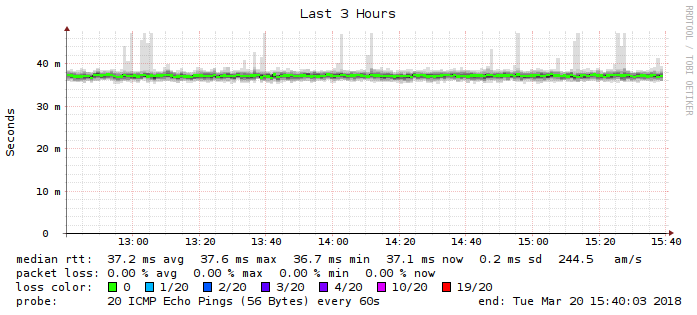 Last 3 Hours
RRDTOOL / TOBI OETIKER
Seconds
40 m
30 m
20 m
10 m
0
13:00 13:20 13:40 14:00 14:20 14:40 15:00 15:20 15:40
median rtt: 37.2 ms avg 37.6 ms max 36.7 ms min 37.1 ms now 0.2 ms sd 244.5 am/s
packet loss: 0.00 % avg 0.00 % max 0.00 % min 0.00 % now
loss color: 0 1/20 2/20 3/20 4/20 10/20 19/20
probe: 20 ICMP Echo Pings (56 Bytes) every 60s end: Tue Mar 20 15:40:03 2018